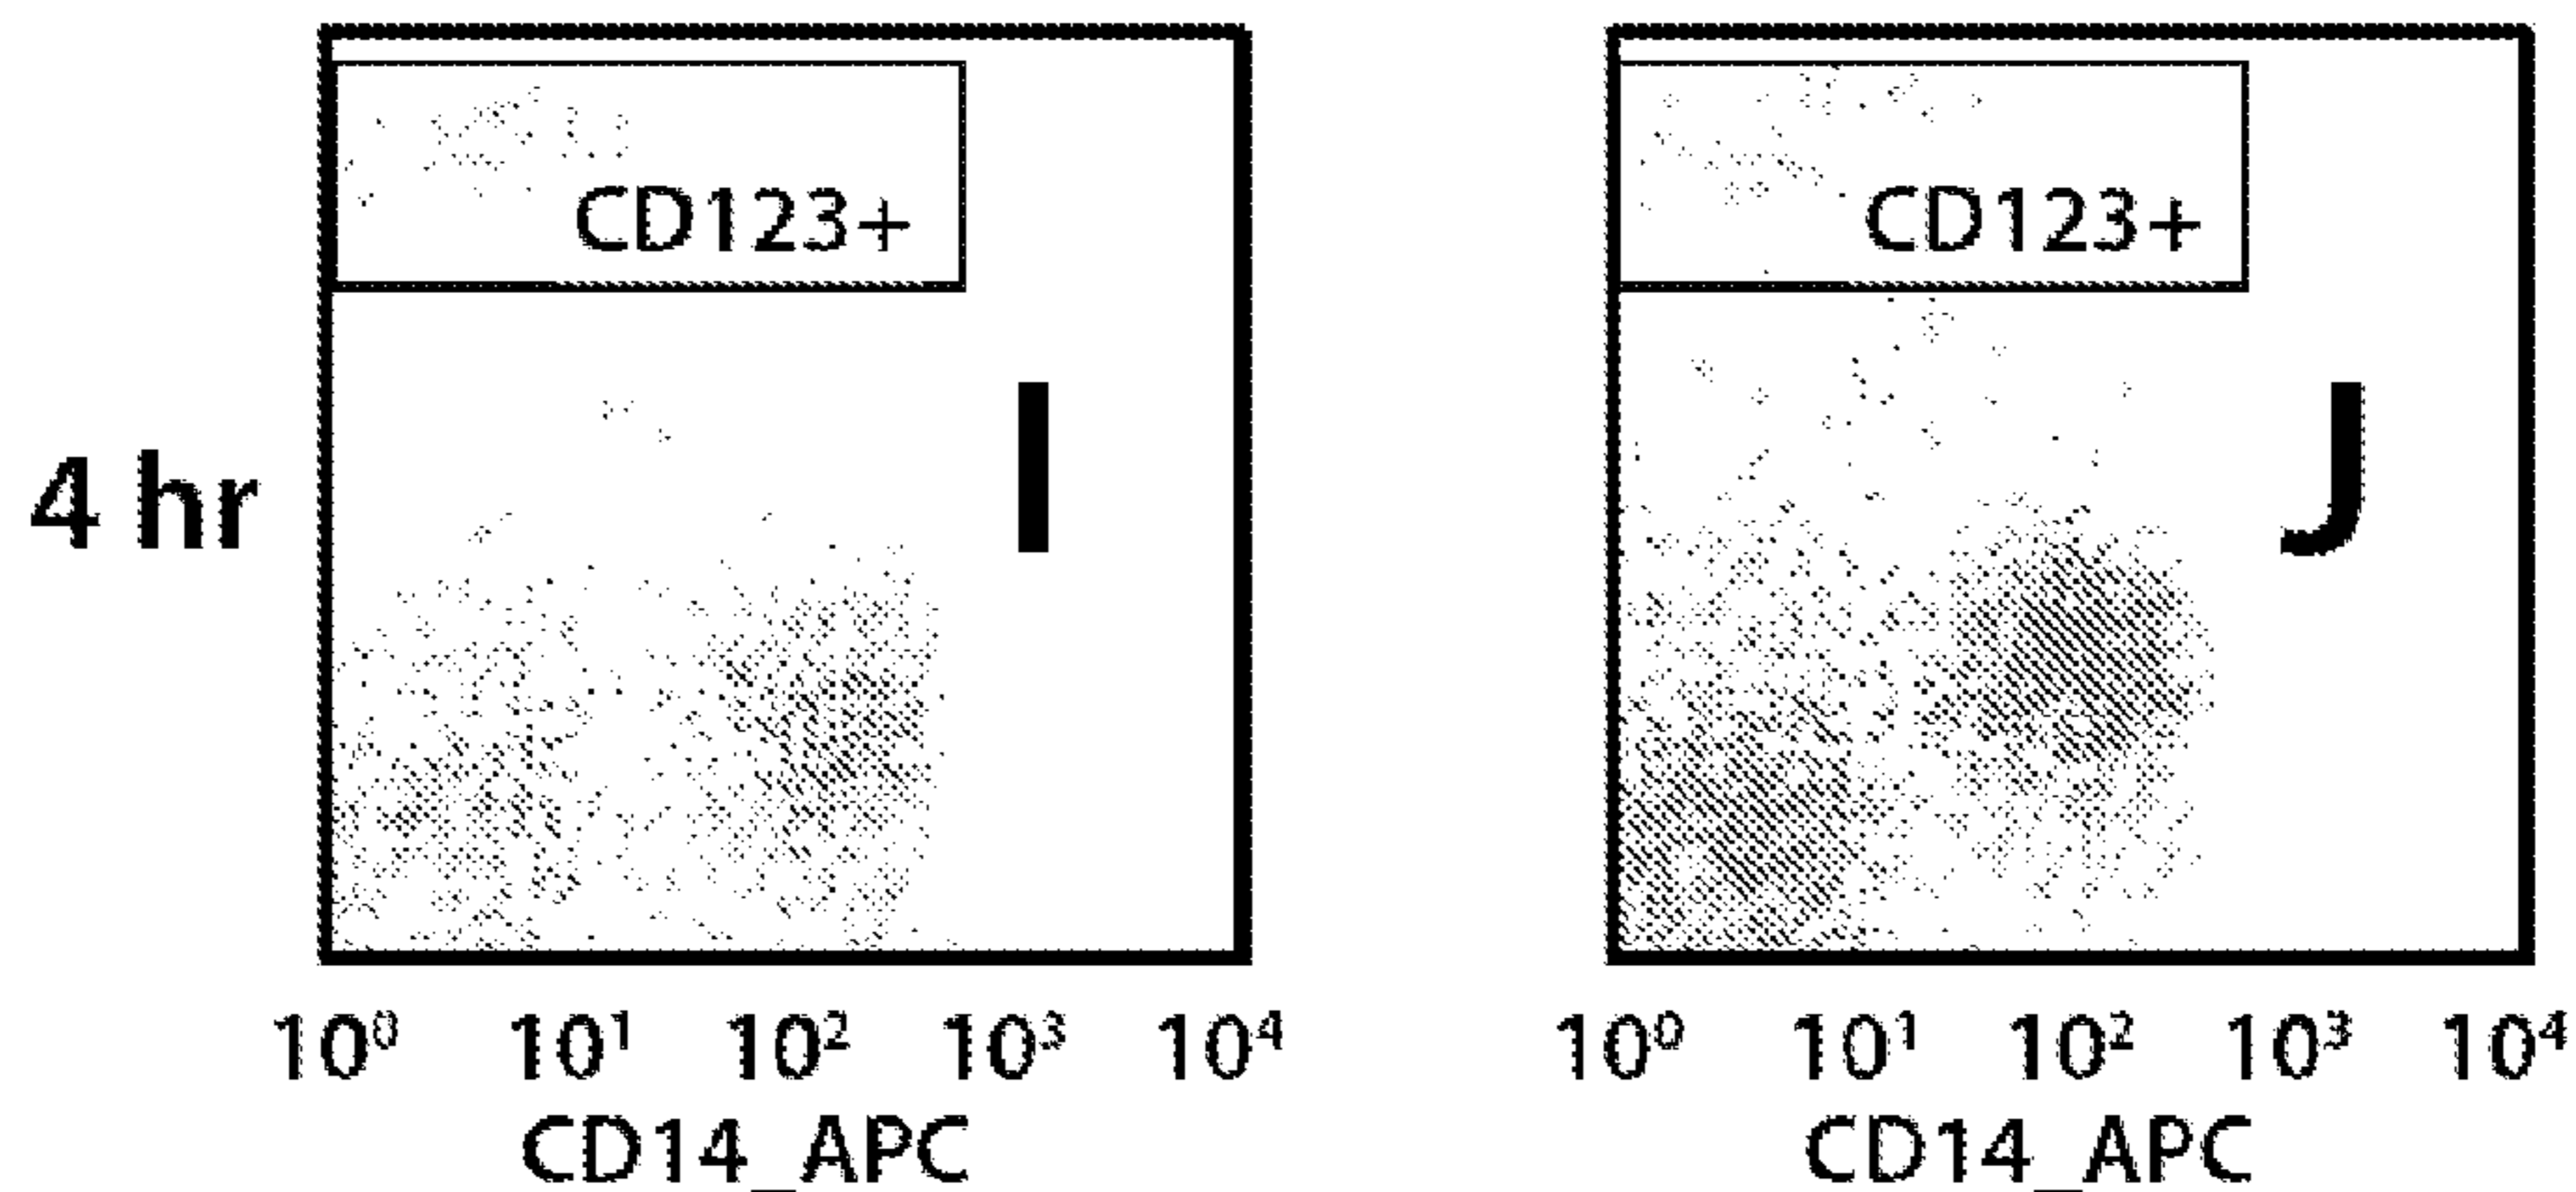 CD123+ CD123+
I J
4 hr
10⁰ 10¹ 10² 10³ 10⁴ 10⁰ 10¹ 10² 10³ 10⁴
CD14_APC CD14_APC